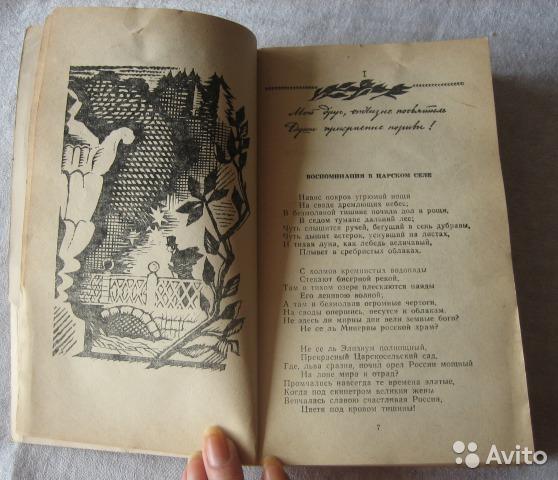 I
Мой друг, отчизне посвятим
Души прекрасные порывы!
ВОСПОМИНАНИЯ В ЦАРСКОМ СЕЛЕ
Навис покров угрюмой нощи
На своде дремлющих небес;
В безмолвной тишине почили дол и рощи,
В седом тумане дальний лес;
Чуть слышится ручей, бегущий в сень дубравы,
Чуть дышит ветерок, уснувший на листах,
И тихая луна, как лебедь величавый,
Плывет в сребристых облаках.
С холмов кремнистых водопады
Стекают бисерной рекой,
Там в тихом озере плескаются наяды
Его ленивою волной;
А там в безмолвии огромные чертоги,
На своды опершись, несутся к облакам.
Не здесь ли мирны дни вели земные боги?
Не се ль Минервы росской храм?
Не се ль Элизиум полнощный,
Прекрасный Царскосельский сад,
Где, льва сразив, почил орел России мощный
На лоне мира и отрад?
Промчались навсегда те времена златые,
Когда под скипетром великия жены
Венчалась славою счастливая Россия,
Цветя под кровом тишины!
7
Avito